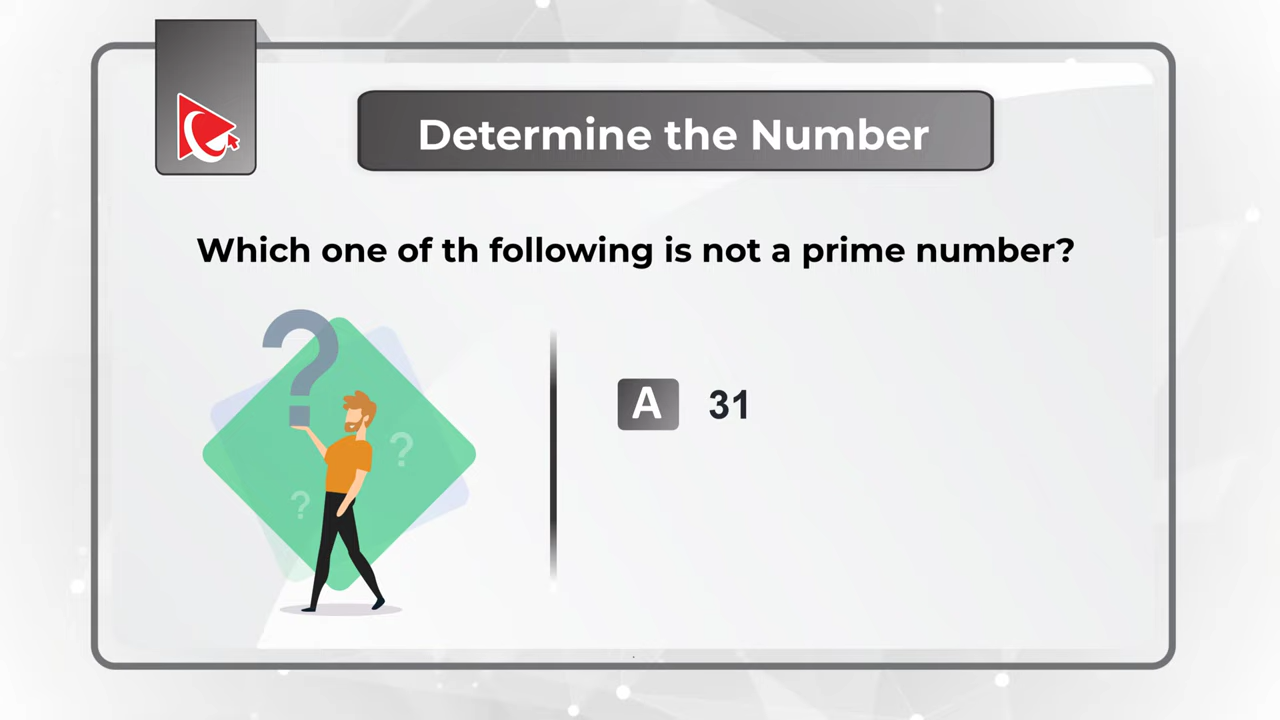 Determine the Number
Which one of th following is not a prime number?
A 31